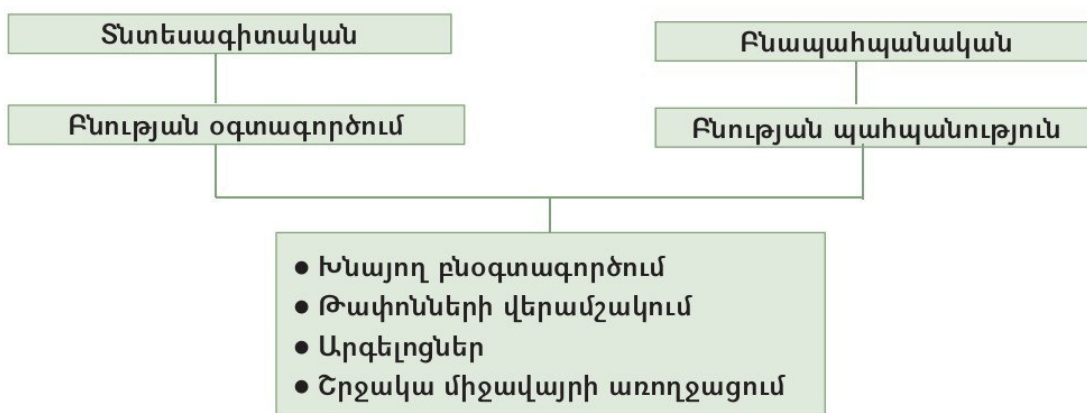 Տնտեսագիտական
Բնապահպանական
Բնության օգտագործում
Բնության պահպանություն
● Խնայող բնօգտագործում
● Թափոնների վերամշակում
● Արգելոցներ
● Շրջակա միջավայրի առողջացում